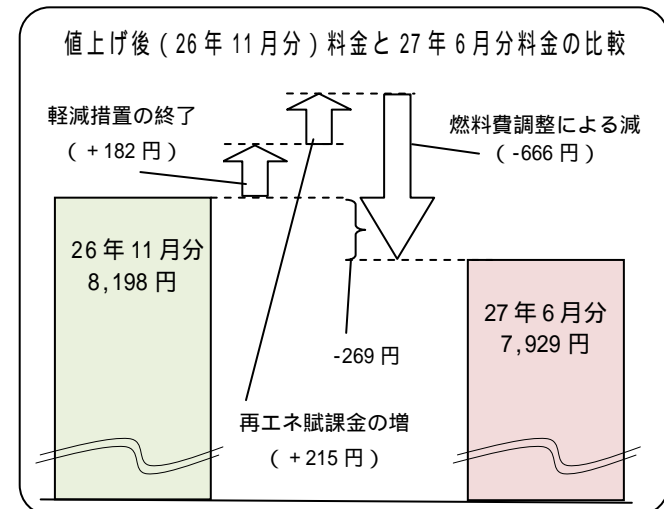 値上げ後（26年11月分）料金と27年6月分料金の比較
軽減措置の終了
（+182円）
燃料費調整による減
（-666円）
26年11月分
8,198円
27年6月分
7,929円
-269円
再エネ賦課金の増
（+215円）